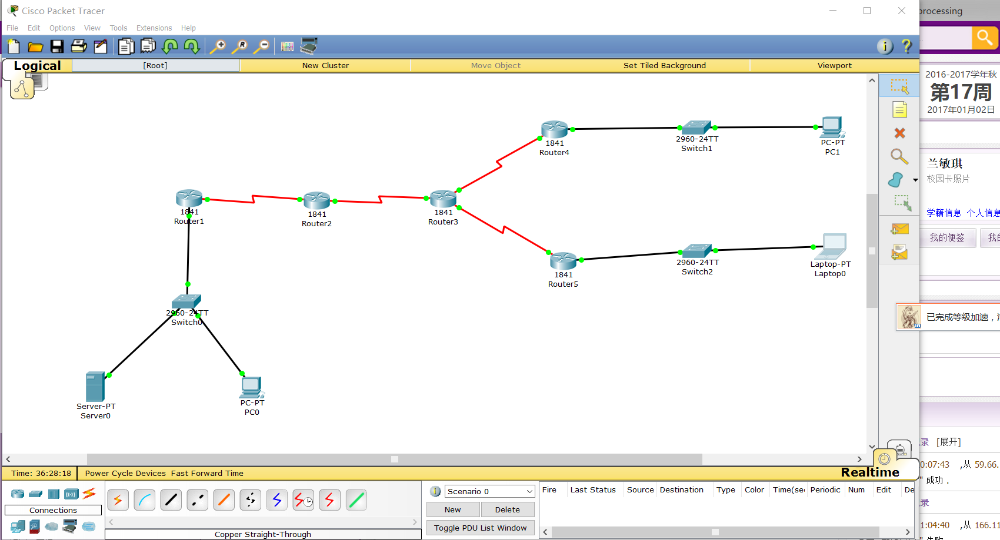 Cisco Packet Tracer
File Edit Options View Tools Extensions Help
Logical
[Root]
New Cluster
Move Object
Set Tiled Background
Viewport
1841
Router4
2960-24TT
Switch1
PC-PT
PC1
1841
Router1
1841
Router2
1841
Router3
1841
Router5
2960-24TT
Switch2
Laptop-PT
Laptop0
2960-24TT
Switch0
Server-PT
Server0
PC-PT
PC0
Time: 36:28:18
Power Cycle Devices Fast Forward Time
Realtime
Connections
Copper Straight-Through
Scenario 0
New
Delete
Toggle PDU List Window
Fire Last Status Source Destination Type Color Time(sec Periodic Num Edit De
processing
2016-2017学年秋
第17周
2017年01月02日
兰敏琪
校园卡照片
学籍信息 个人信息
我的便签
我的
已完成等级加速，
录 [展开]
0:07:43 ,从 59.66.
" 成功 .
录
1:04:40 ,从 166.11